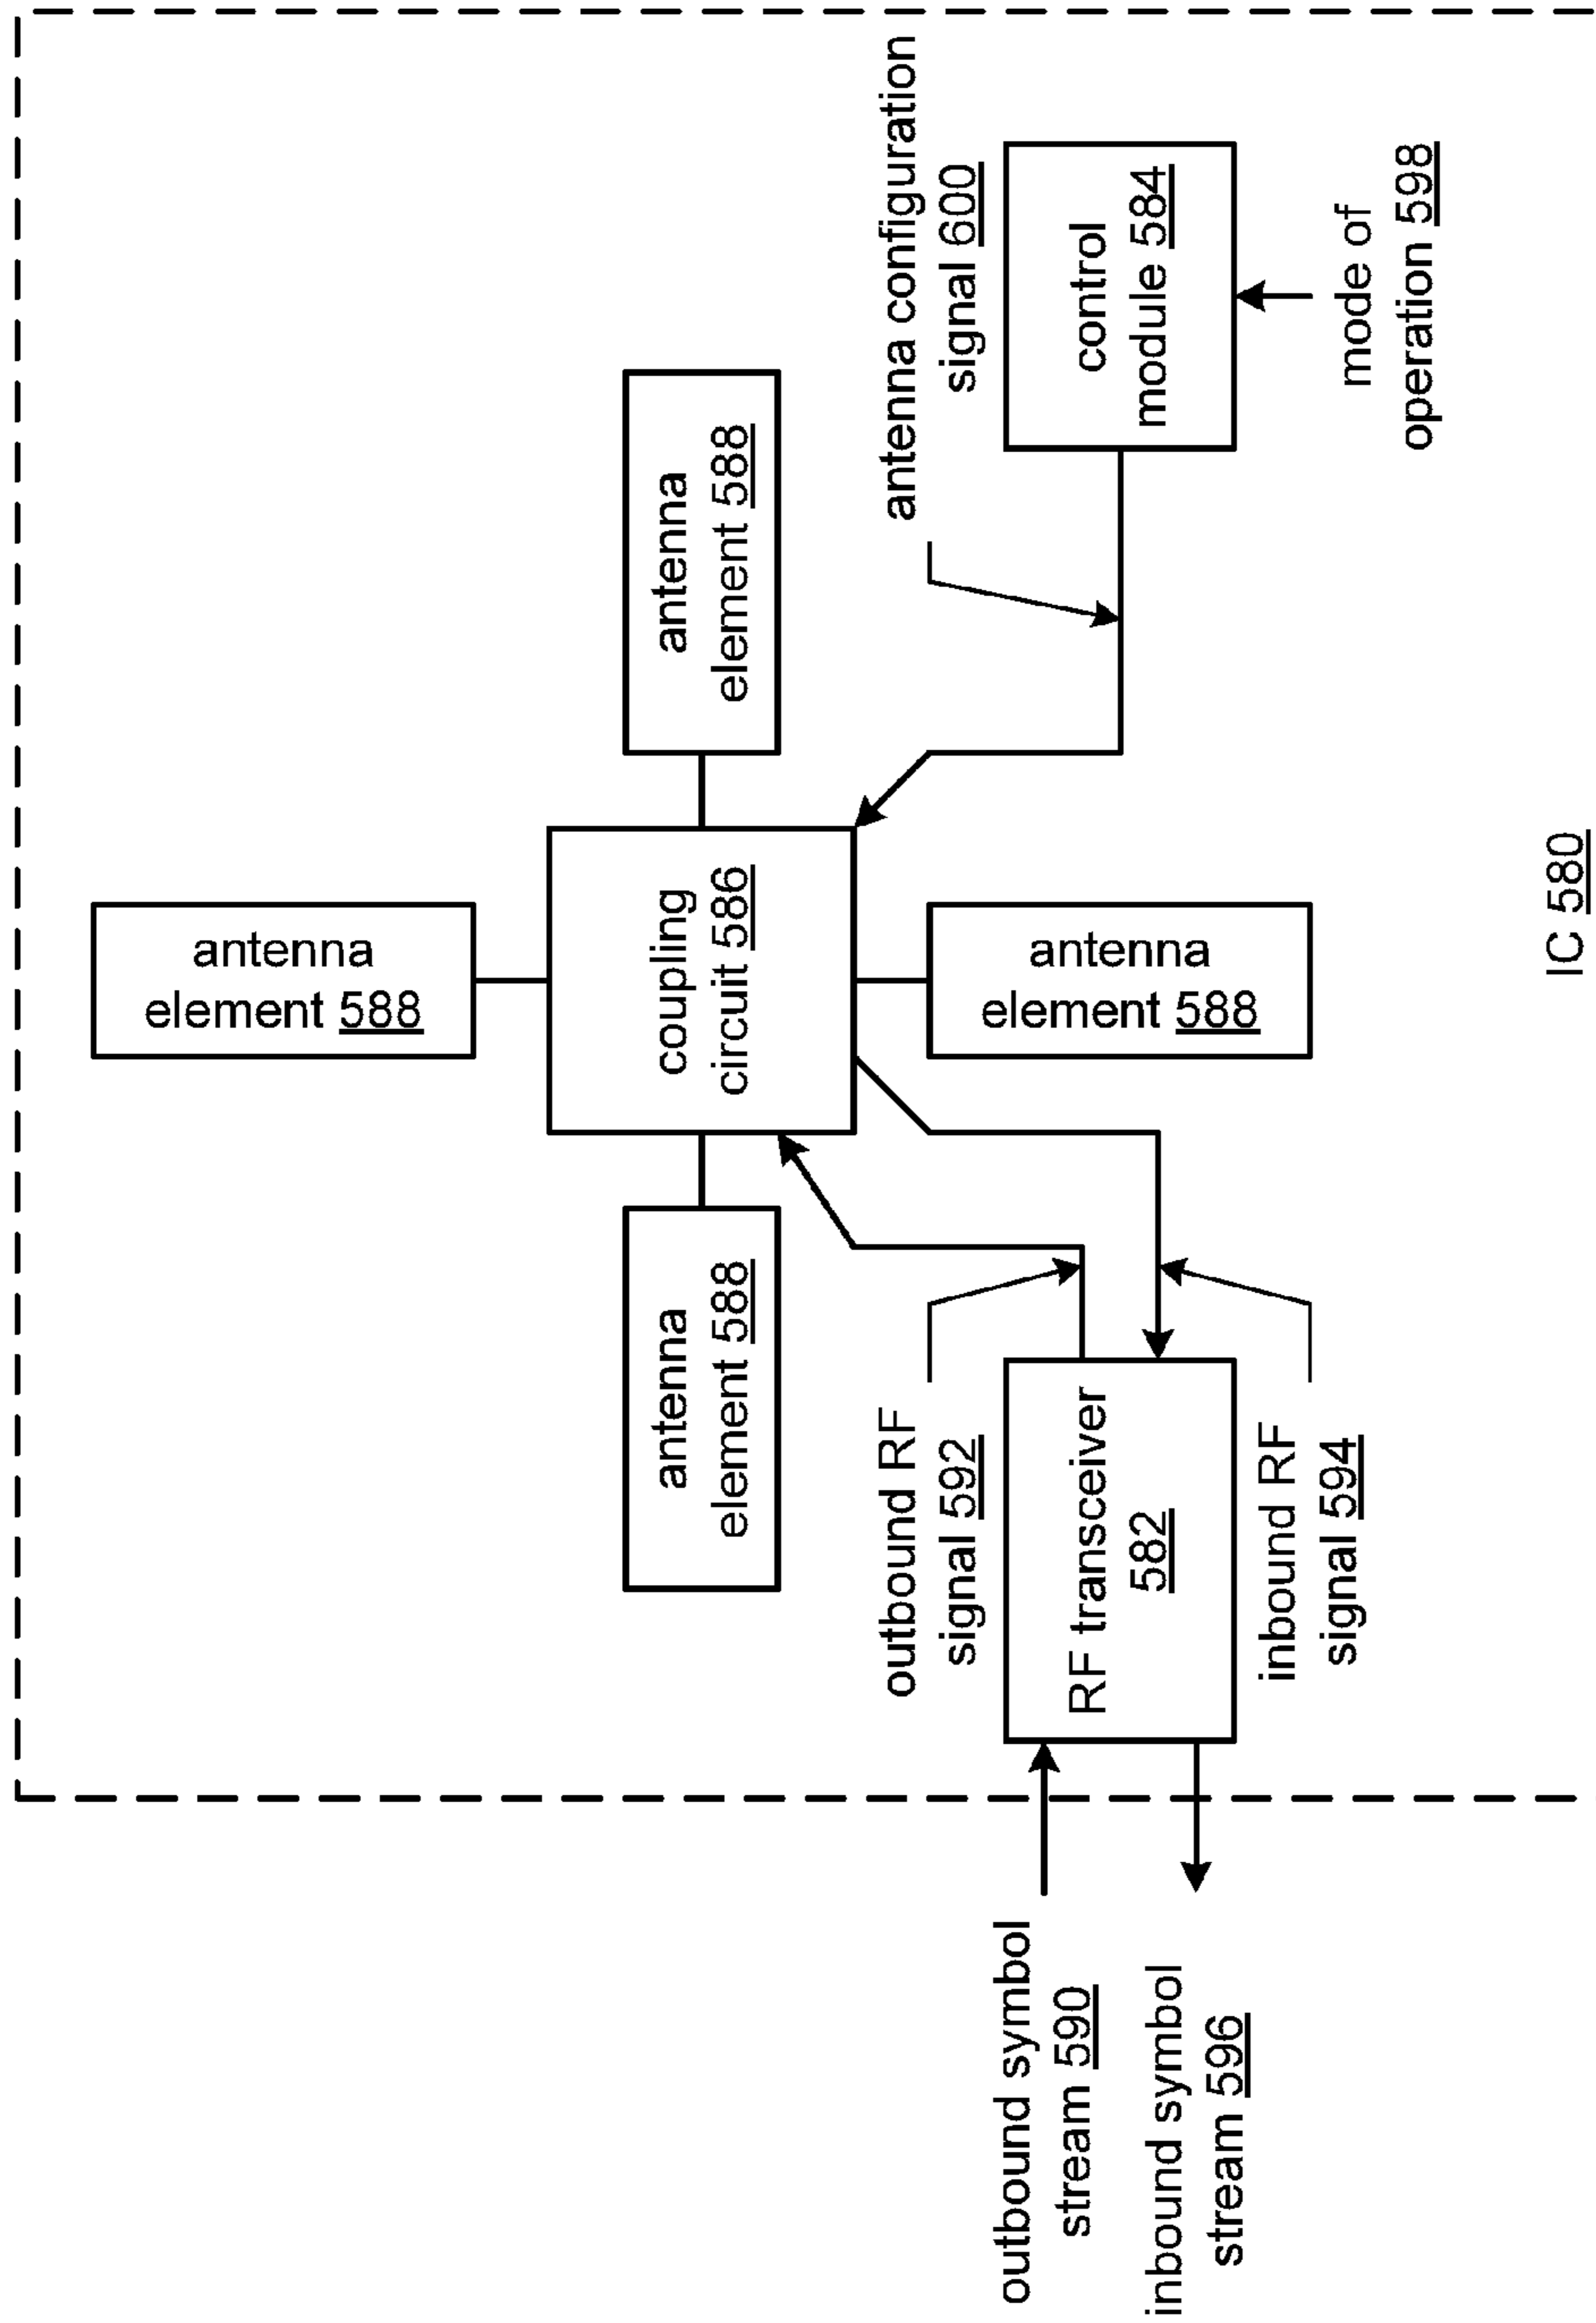 antenna
element 588
antenna
element 588
coupling
circuit 586
antenna
element 588
antenna
element 588
outbound RF
signal 592
antenna configuration
signal 600
outbound symbol
stream 590
RF transceiver
582
control
module 584
inbound symbol
stream 596
inbound RF
signal 594
mode of
operation 598
IC 580